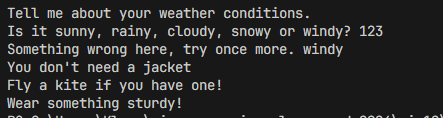 Tell me about your weather conditions.
Is it sunny, rainy, cloudy, snowy or windy? 123
Something wrong here, try once more. windy
You don't need a jacket
Fly a kite if you have one!
Wear something sturdy!